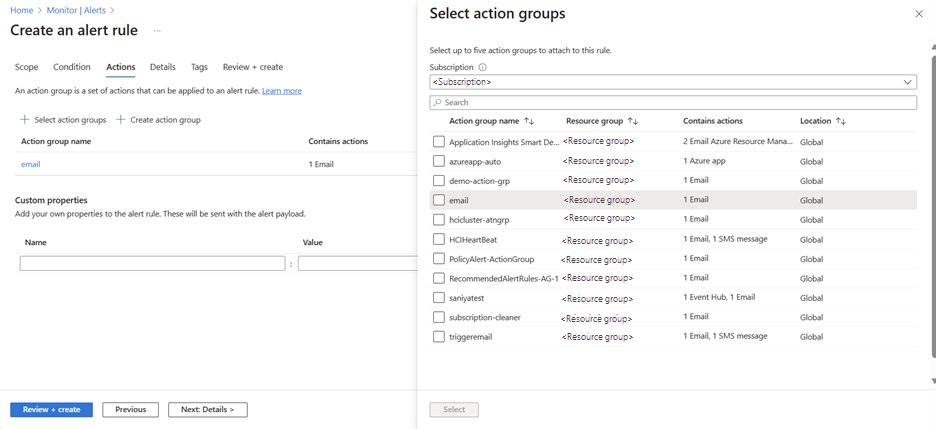 Home > Monitor | Alerts >
Create an alert rule ...
Scope Condition Actions Details Tags Review + create
An action group is a set of actions that can be applied to an alert rule. Learn more
+ Select action groups + Create action group
Action group name Contains actions
email 1 Email
Custom properties
Add your own properties to the alert rule. These will be sent with the alert payload.
Name Value
:
Review + create Previous Next: Details >
Select action groups
Select up to five action groups to attach to this rule.
Subscription
<Subscription>
Search
Action group name ↑↓ Resource group ↑↓ Contains actions Location ↑↓
Application Insights Smart De... <Resource group> 2 Email Azure Resource Mana... Global
azureapp-auto <Resource group> 1 Azure app Global
demo-action-grp <Resource group> 1 Email Global
email <Resource group> 1 Email Global
hcicluster-atngrp <Resource group> 1 Email Global
HCIHeartBeat <Resource group> 1 Email, 1 SMS message Global
PolicyAlert-ActionGroup <Resource group> 1 Email Global
RecommendedAlertRules-AG-1 <Resource group> 1 Email Global
saniyatest <Resource group> 1 Event Hub, 1 Email Global
subscription-cleaner <Resource group> 1 Email Global
triggeremail <Resource group> 1 Email, 1 SMS message Global
Select